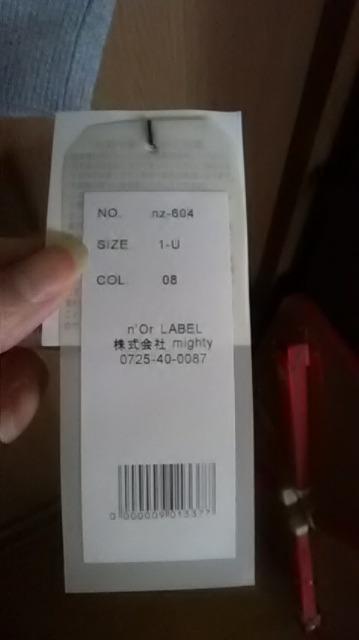 NO. nz-604
SIZE 1-U
COL. 08
n'Or LABEL
株式会社 mighty
0725-40-0087